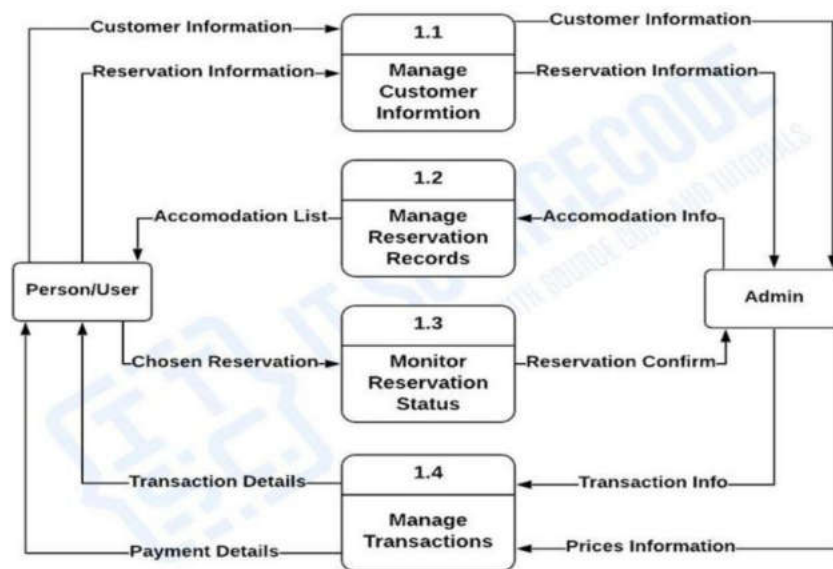 Customer Information
1.1
Customer Information
Reservation Information
Manage
Customer
Informtion
Reservation Information
1.2
Accomodation List
Manage
Reservation
Records
Accomodation Info
Person/User
Admin
1.3
Chosen Reservation
Monitor
Reservation
Status
Reservation Confirm
1.4
Transaction Details
Transaction Info
Manage
Transactions
Payment Details
Prices Information